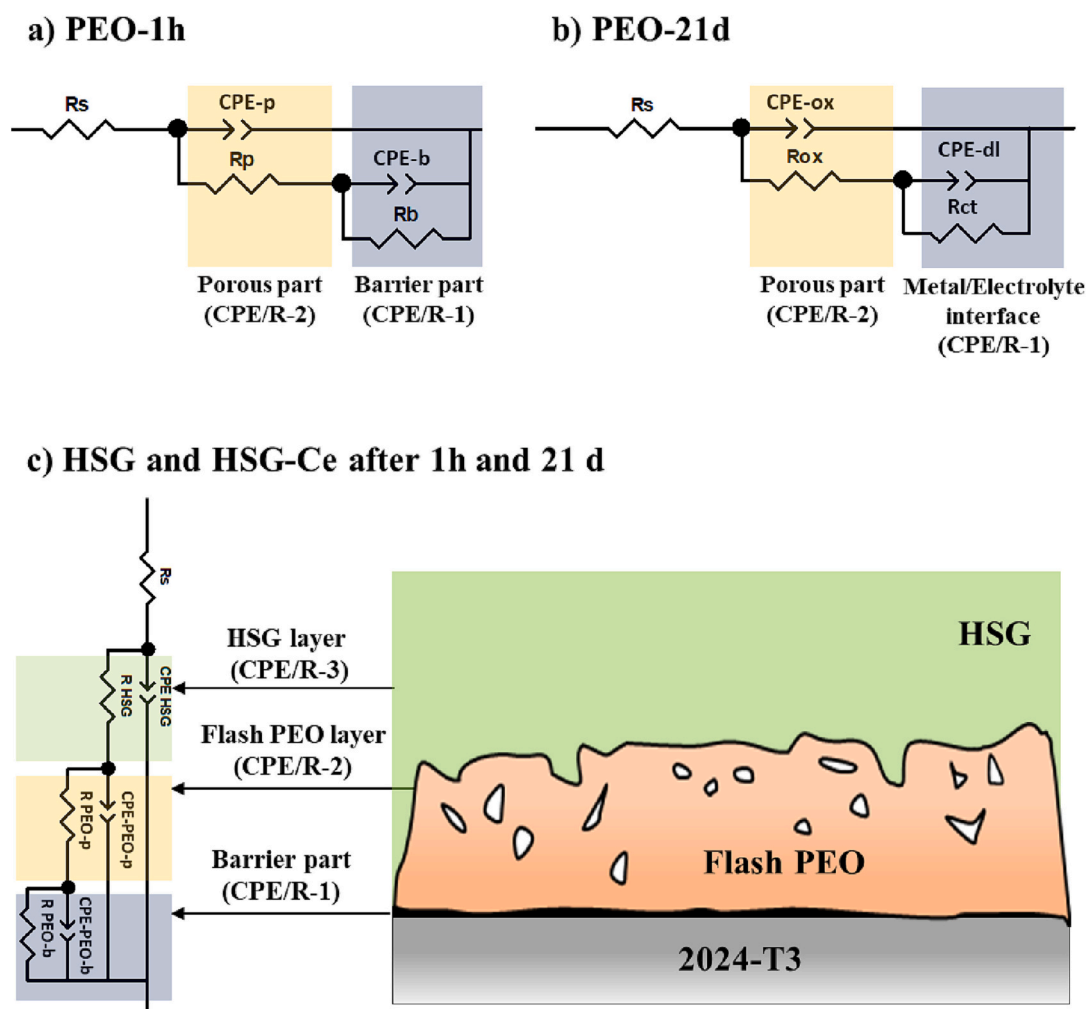 a) PEO-1h
Rs
CPE-p
Rp
CPE-b
Rb
Porous part
(CPE/R-2)
Barrier part
(CPE/R-1)
b) PEO-21d
Rs
CPE-ox
Rox
CPE-dl
Rct
Porous part
(CPE/R-2)
Metal/Electrolyte
interface
(CPE/R-1)
c) HSG and HSG-Ce after 1h and 21 d
Rs
CPE HSG
R HSG
CPE-PEO-p
R PEO-p
CPE-PEO-b
R PEO-b
HSG layer
(CPE/R-3)
Flash PEO layer
(CPE/R-2)
Barrier part
(CPE/R-1)
HSG
Flash PEO
2024-T3